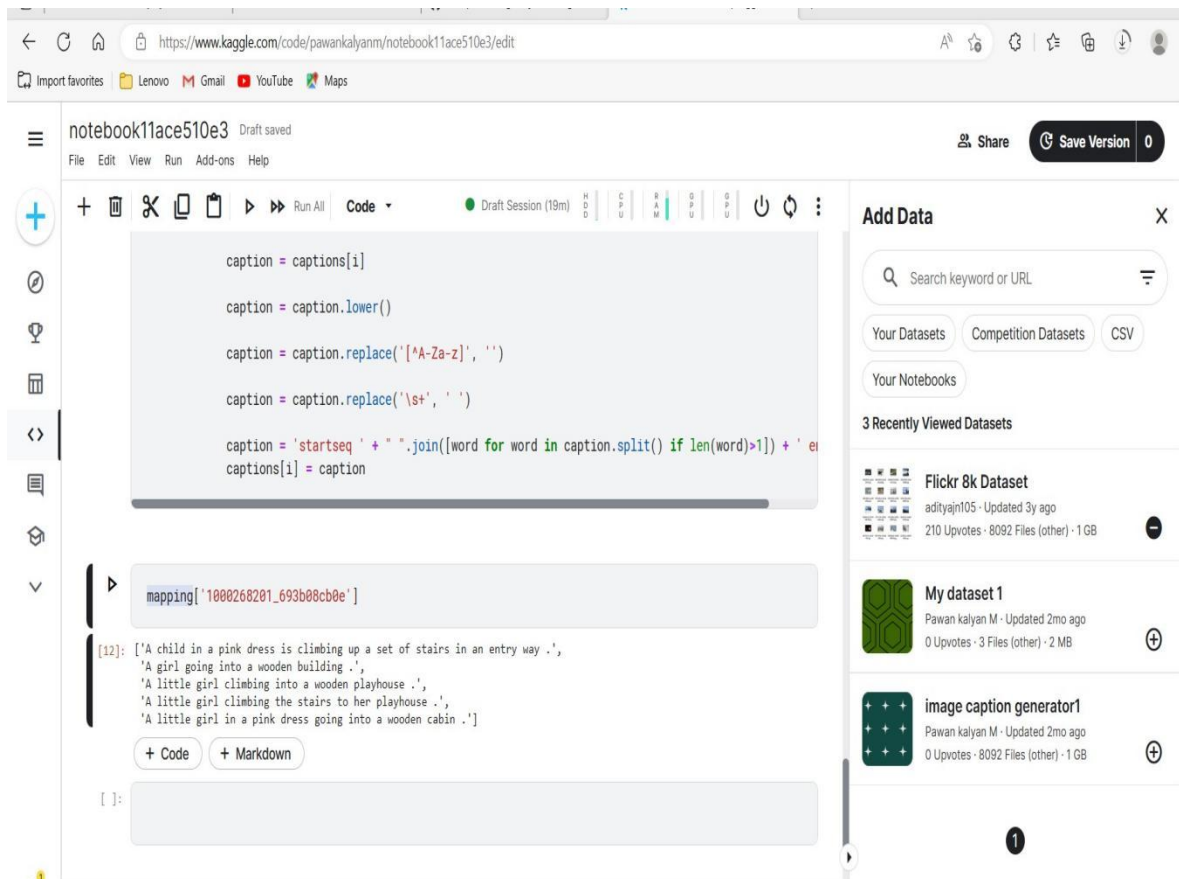 https://www.kaggle.com/code/pawankalyanm/notebook11ace510e3/edit
Import favorites Lenovo Gmail YouTube Maps
notebook11ace510e3 Draft saved
File Edit View Run Add-ons Help
Share Save Version 0
Run All Code Draft Session (19m) HDD CPU RAM GPU GPU
caption = captions[i]
caption = caption.lower()
caption = caption.replace('[^A-Za-z]', '')
caption = caption.replace('\s+', ' ')
caption = 'startseq ' + " ".join([word for word in caption.split() if len(word)>1]) + '
captions[i] = caption
mapping['1000268201_693b08cb0e']
[12]: ['A child in a pink dress is climbing up a set of stairs in an entry way .',
'A girl going into a wooden building .',
'A little girl climbing into a wooden playhouse .',
'A little girl climbing the stairs to her playhouse .',
'A little girl in a pink dress going into a wooden cabin .']
+ Code + Markdown
[ ]:
Add Data X
Search keyword or URL
Your Datasets Competition Datasets CSV
Your Notebooks
3 Recently Viewed Datasets
Flickr 8k Dataset
adityajn105 · Updated 3y ago
210 Upvotes · 8092 Files (other) · 1 GB
My dataset 1
Pawan kalyan M · Updated 2mo ago
0 Upvotes · 3 Files (other) · 2 MB
image caption generator1
Pawan kalyan M · Updated 2mo ago
0 Upvotes · 8092 Files (other) · 1 GB
1